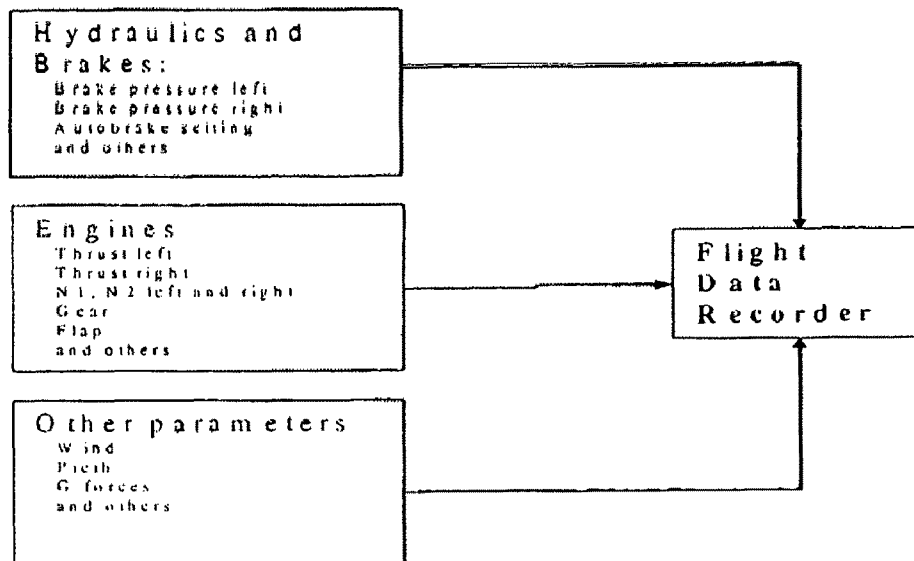 Hydraulics and
Brakes:
Brake pressure left
Brake pressure right
Autobrake setting
and others
Engines
Thrust left
Thrust right
N1, N2 left and right
Gear
Flap
and others
Flight
Data
Recorder
Other parameters
Wind
G forces
and others